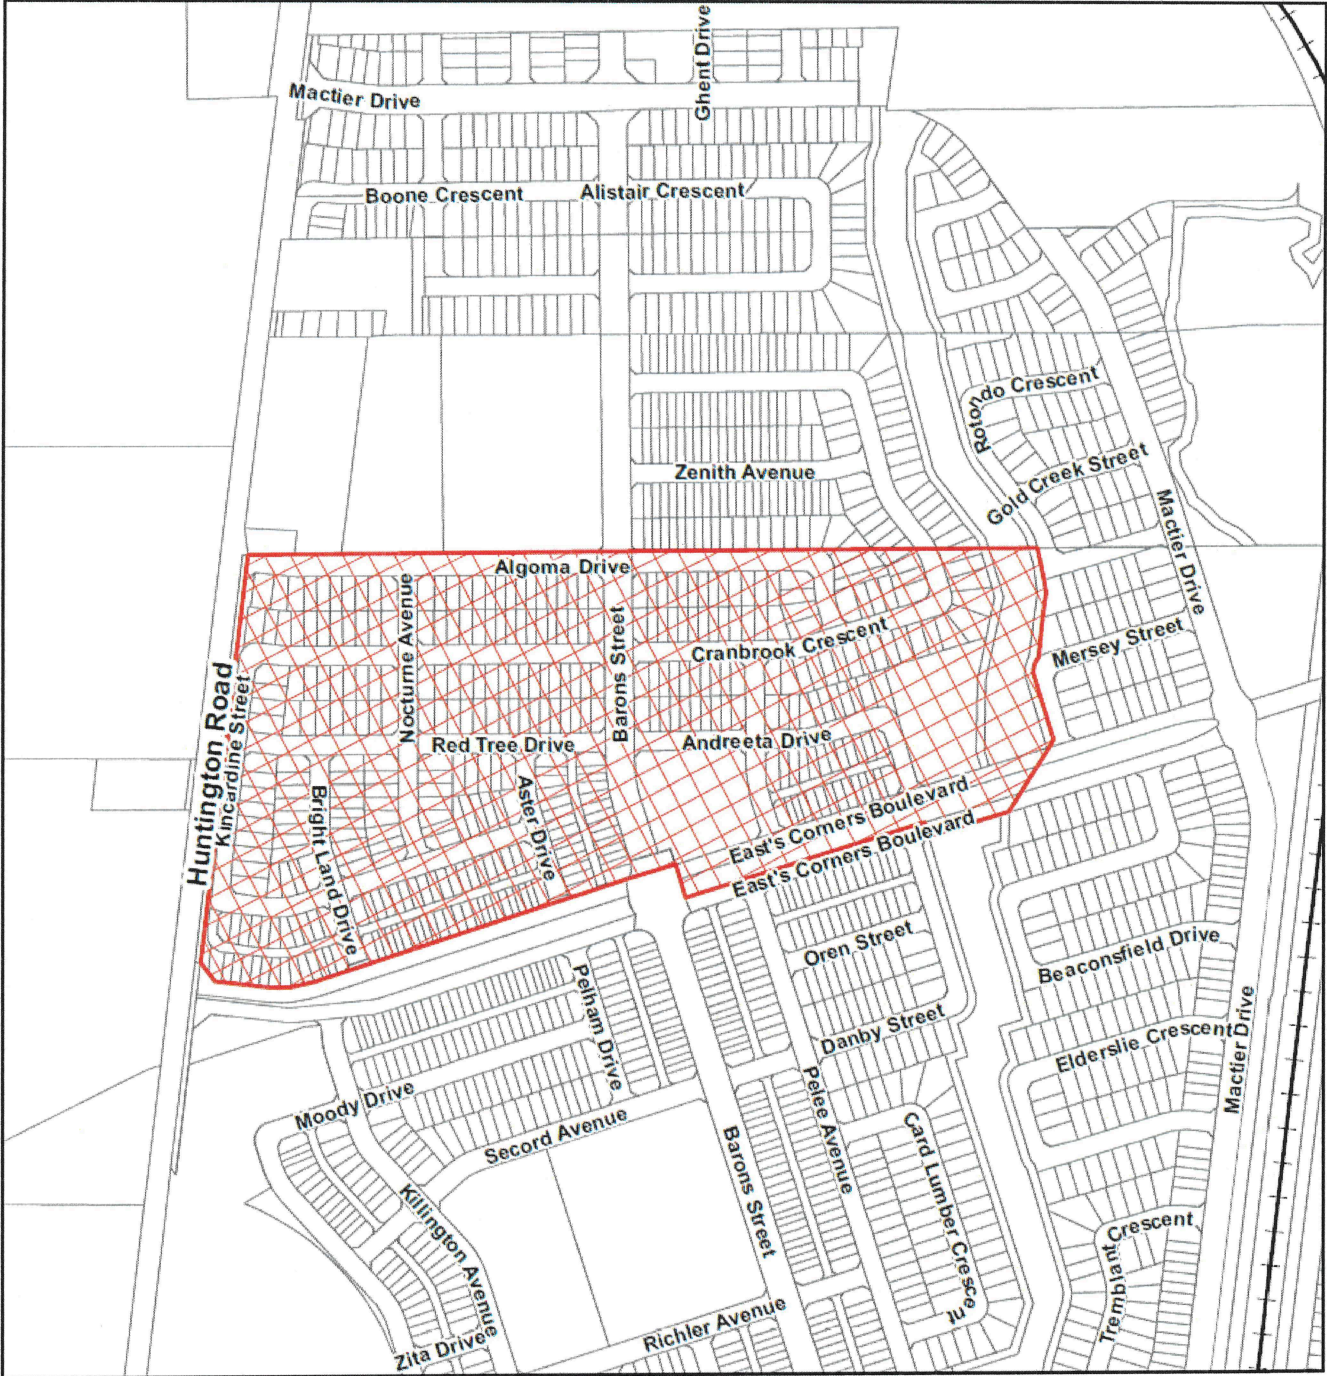 Ghent Drive
Mactier Drive
Boone Crescent
Alistair Crescent
Rotondo Crescent
Zenith Avenue
Gold Creek Street
Mactier Drive
Algoma Drive
Nocturne Avenue
Barons Street
Cranbrook Crescent
Mersey Street
Huntington Road
Kincardine Street
Red Tree Drive
Andreeta Drive
Bright Land Drive
Aster Drive
East's Corners Boulevard
East's Corners Boulevard
Oren Street
Beaconsfield Drive
Pelham Drive
Danby Street
Elderslie Crescent
Mactier Drive
Moody Drive
Pelee Avenue
Secord Avenue
Card Lumber Crescent
Barons Street
Killington Avenue
Tremblant Crescent
Richler Avenue
Zita Drive